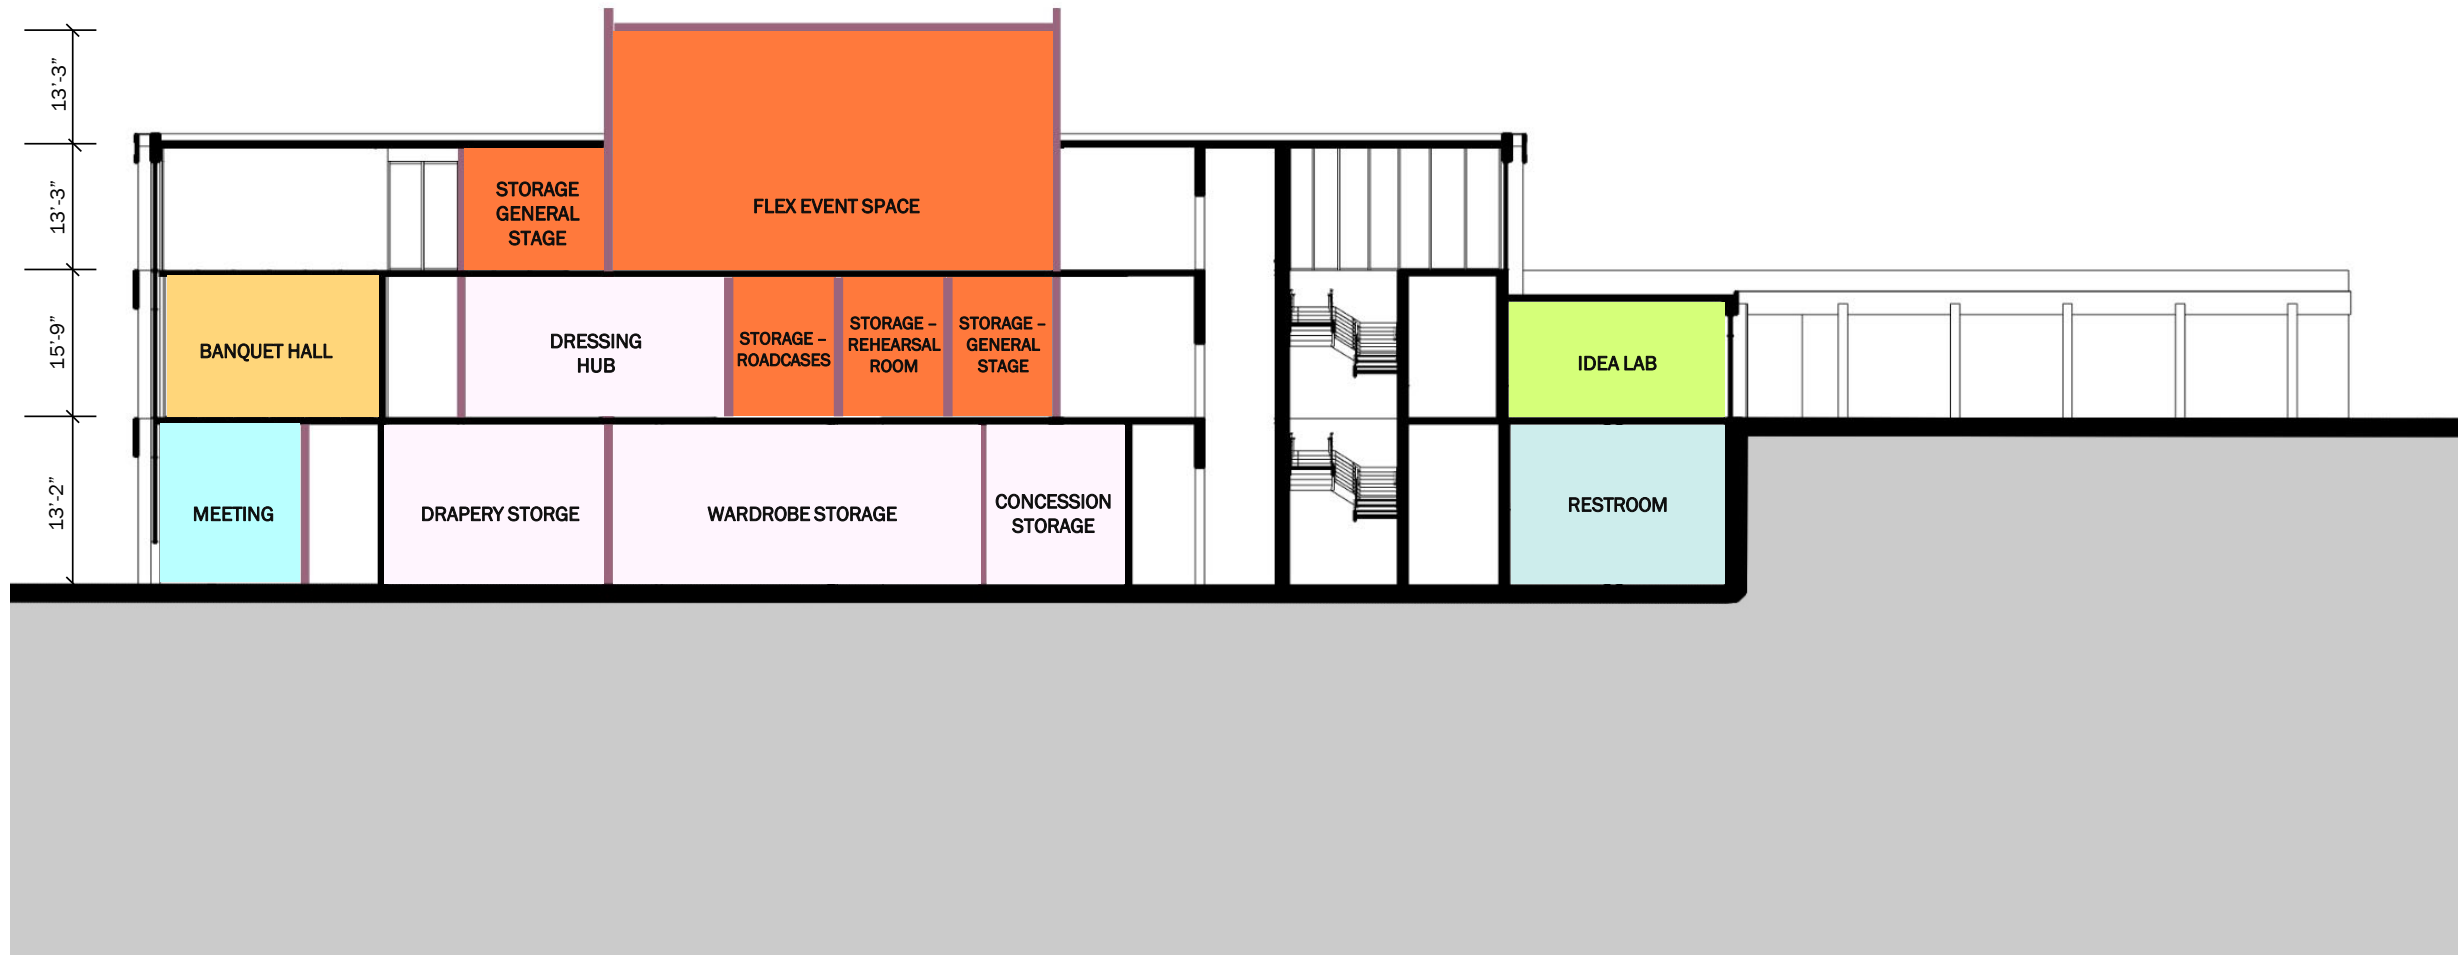 13’-3”
13’-3”
15’-9”
13’-2”
STORAGE
GENERAL
STAGE
FLEX EVENT SPACE
BANQUET HALL
DRESSING
HUB
STORAGE –
ROADCASES
STORAGE –
REHEARSAL
ROOM
STORAGE –
GENERAL
STAGE
IDEA LAB
MEETING
DRAPERY STORGE
WARDROBE STORAGE
CONCESSION
STORAGE
RESTROOM